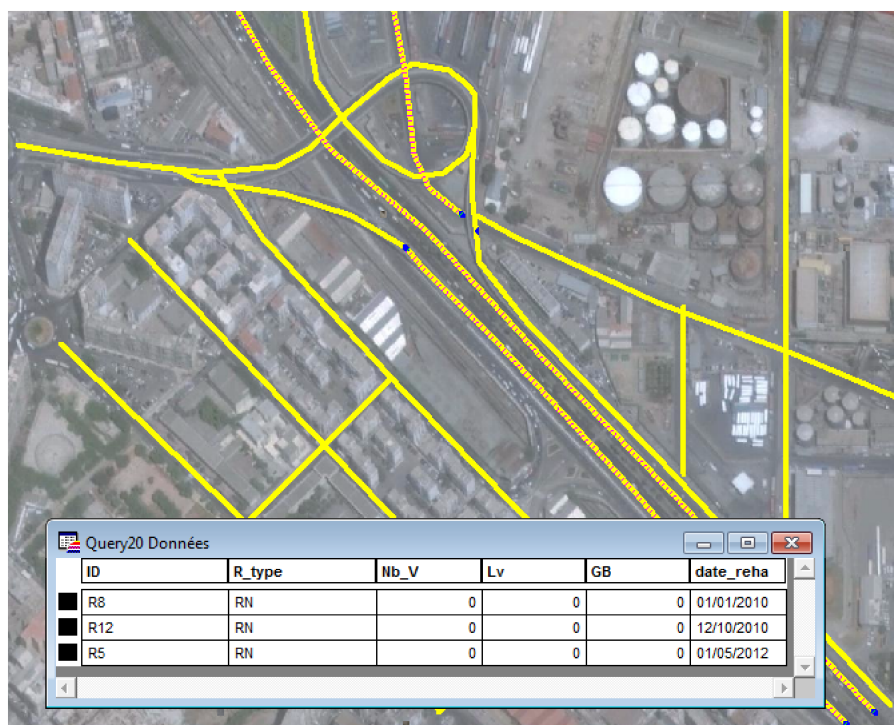 Query20 Données
ID R_type Nb_V Lv GB date_reha
R8 RN 0 0 0 01/01/2010
R12 RN 0 0 0 12/10/2010
R5 RN 0 0 0 01/05/2012